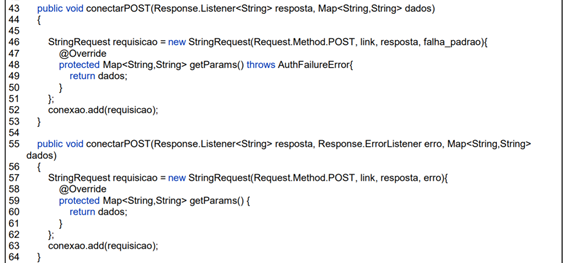 43 public void conectarPOST(Response.Listener<String> resposta, Map<String,String> dados)
44 {
45
46 StringRequest requisicao = new StringRequest(Request.Method.POST, link, resposta, falha_padrao){
47 @Override
48 protected Map<String,String> getParams() throws AuthFailureError{
49 return dados;
50 }
51 };
52 conexao.add(requisicao);
53 }
54
55 public void conectarPOST(Response.Listener<String> resposta, Response.ErrorListener erro, Map<String,String>
dados)
56 {
57 StringRequest requisicao = new StringRequest(Request.Method.POST, link, resposta, erro){
58 @Override
59 protected Map<String,String> getParams() {
60 return dados;
61 }
62 };
63 conexao.add(requisicao);
64 }